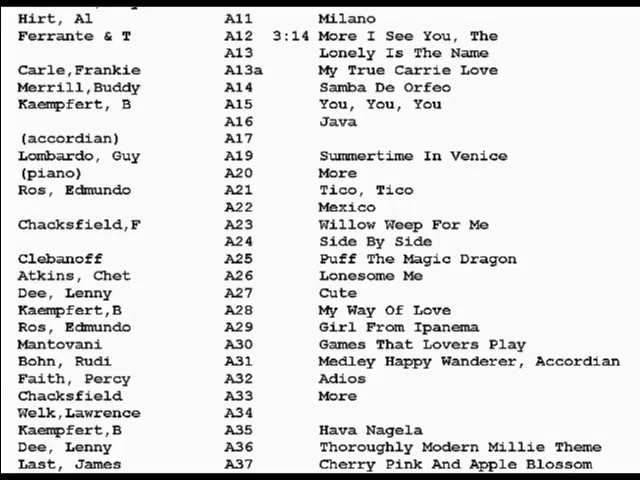 Hirt, Al A11 Milano
Ferrante & T A12 3:14 More I See You, The
A13 Lonely Is The Name
Carle,Frankie A13a My True Carrie Love
Merrill,Buddy A14 Samba De Orfeo
Kaempfert, B A15 You, You, You
A16 Java
(accordian) A17
Lombardo, Guy A19 Summertime In Venice
(piano) A20 More
Ros, Edmundo A21 Tico, Tico
A22 Mexico
Chacksfield,F A23 Willow Weep For Me
A24 Side By Side
Clebanoff A25 Puff The Magic Dragon
Atkins, Chet A26 Lonesome Me
Dee, Lenny A27 Cute
Kaempfert,B A28 My Way Of Love
Ros, Edmundo A29 Girl From Ipanema
Mantovani A30 Games That Lovers Play
Bohn, Rudi A31 Medley Happy Wanderer, Accordian
Faith, Percy A32 Adios
Chacksfield A33 More
Welk,Lawrence A34
Kaempfert,B A35 Hava Nagela
Dee, Lenny A36 Thoroughly Modern Millie Theme
Last, James A37 Cherry Pink And Apple Blossom